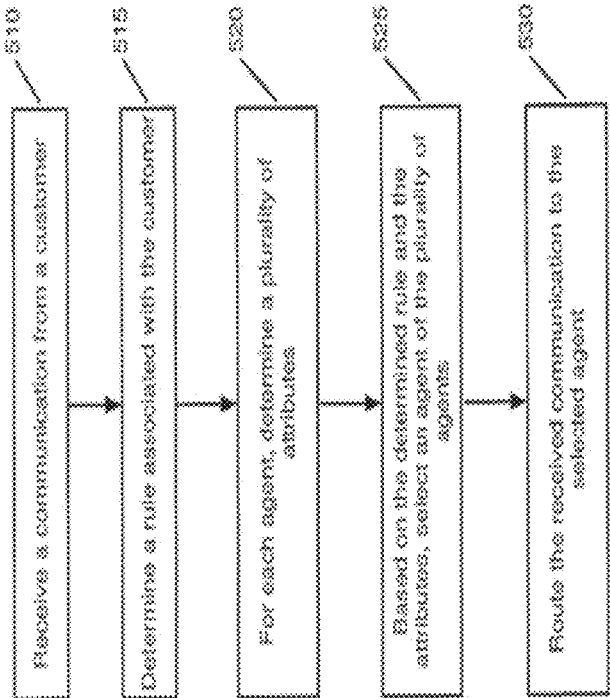 510
Receive a communication from a customer
515
Determine a rule associated with the customer
520
For each agent, determine a plurality of
attributes
525
Based on the determined rule and the
attributes, select an agent of the plurality of
agents
530
Route the received communication to the
selected agent